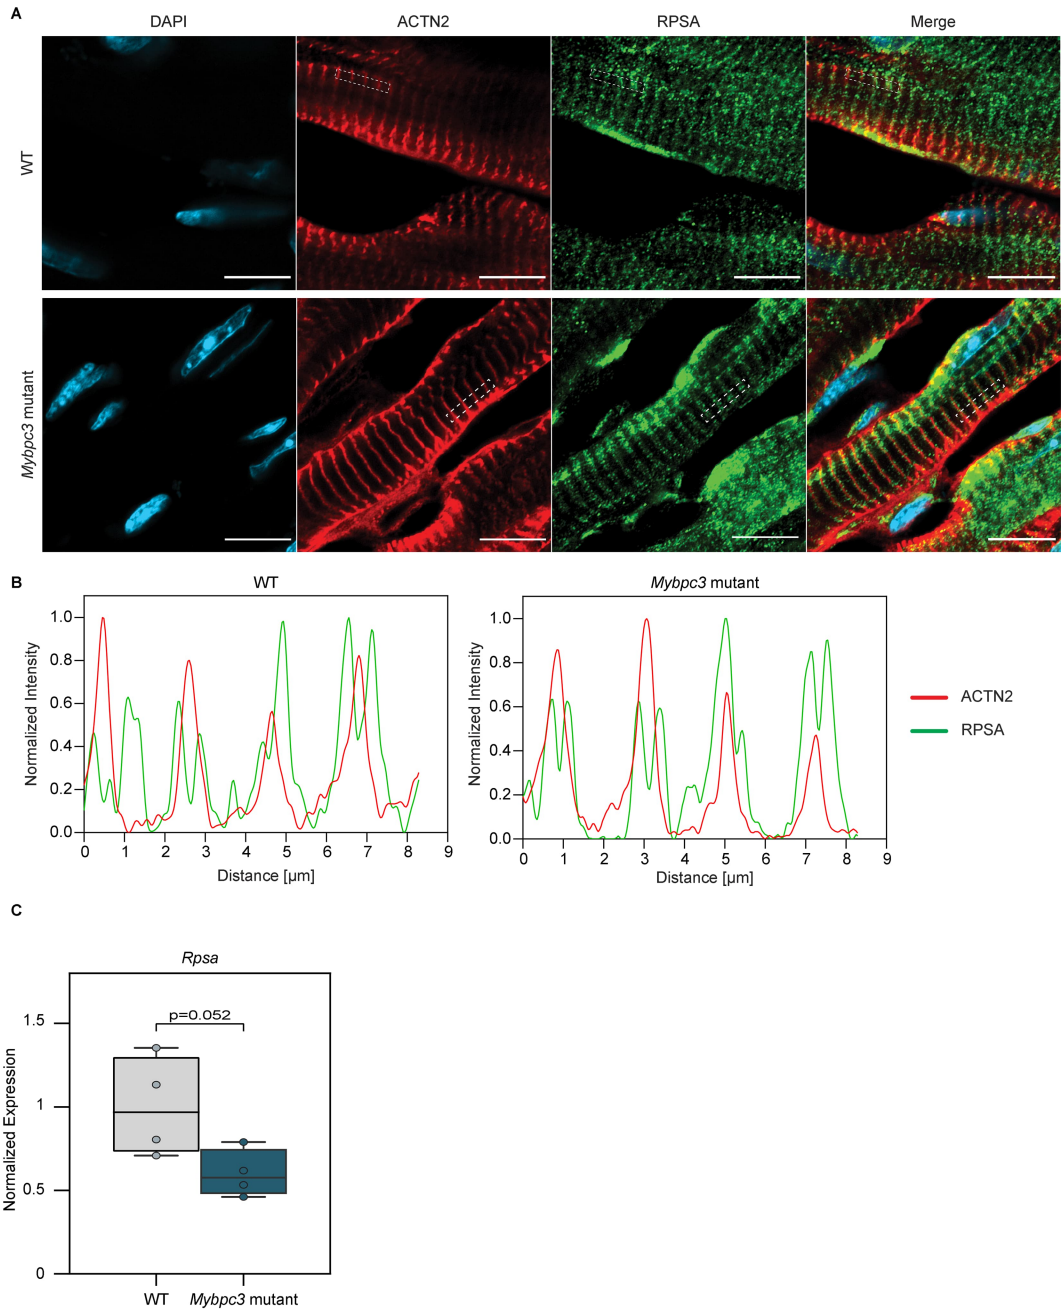 A
DAPI ACTN2 RPSA Merge
WT
Mybpc3 mutant
B
WT
Normalized Intensity
1.0
0.8
0.6
0.4
0.2
0.0
0 1 2 3 4 5 6 7 8 9
Distance [µm]
Mybpc3 mutant
Normalized Intensity
1.0
0.8
0.6
0.4
0.2
0.0
0 1 2 3 4 5 6 7 8 9
Distance [µm]
ACTN2
RPSA
C
Rpsa
p=0.052
Normalized Expression
1.5
1
0.5
0
WT Mybpc3 mutant